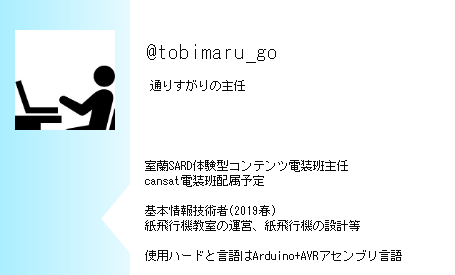 @tobimaru_go
通りすがりの主任
室蘭SARD体験型コンテンツ電装班主任
cansat電装班配属予定
基本情報技術者(2019春)
紙飛行機教室の運営、紙飛行機の設計等
使用ハードと言語はArduino+AVRアセンブリ言語